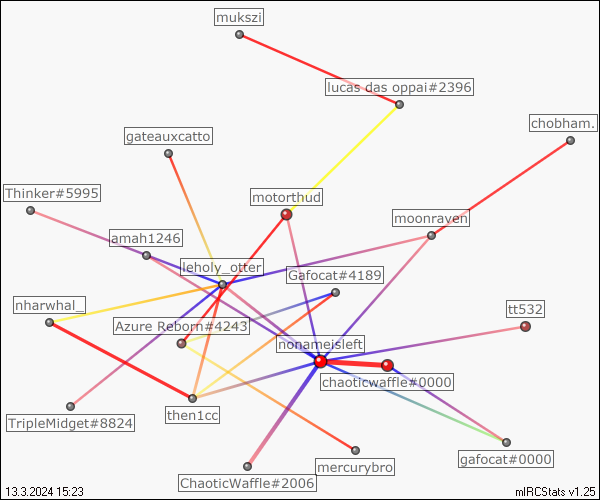 mukszi
lucas das oppai#2396
chobham.
gateauxcatto
Thinker#5995
motorthud
moonraven
amah1246
leholy_otter
Gafocat#4189
nharwhal_
tt532
Azure Reborn#4243
nonameisleft
chaoticwaffle#0000
then1cc
TripleMidget#8824
gafocat#0000
mercurybro
ChaoticWaffle#2006
13.3.2024 15:23
mIRCStats v1.25